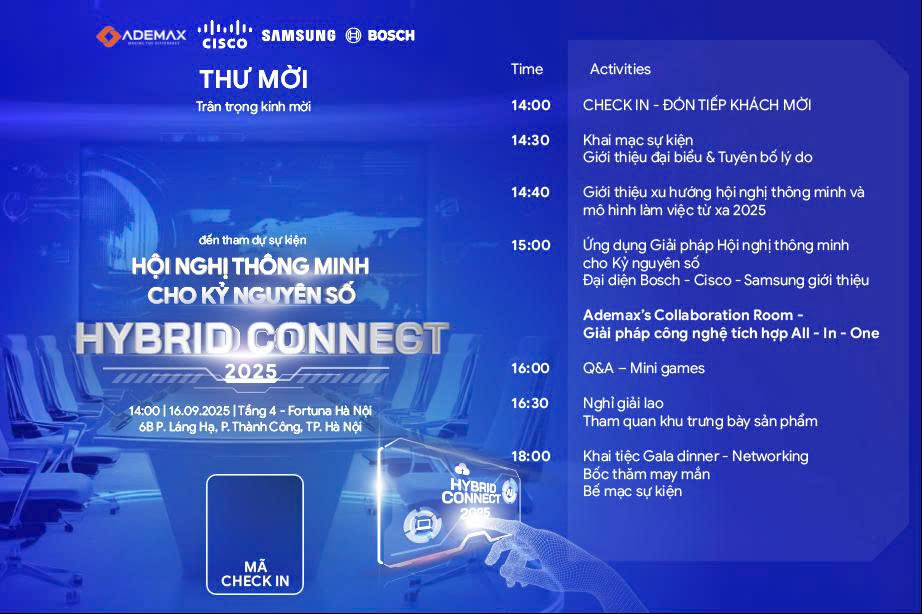 ADEMAX
MAKING THE DIFFERENCE
CISCO
SAMSUNG
BOSCH
THƯ MỜI
Trân trọng kính mời
đến tham dự sự kiện
HỘI NGHỊ THÔNG MINH
CHO KỶ NGUYÊN SỐ
HYBRID CONNECT
2025
14:00 | 16.09.2025 | Tầng 4 - Fortuna Hà Nội
6B P. Láng Hạ, P. Thành Công, TP. Hà Nội
MÃ
CHECK IN
HYBRID
CONNECT
2025
AI
Time Activities
14:00 CHECK IN - ĐÓN TIẾP KHÁCH MỜI
14:30 Khai mạc sự kiện
Giới thiệu đại biểu & Tuyên bố lý do
14:40 Giới thiệu xu hướng hội nghị thông minh và
mô hình làm việc từ xa 2025
15:00 Ứng dụng Giải pháp Hội nghị thông minh
cho Kỷ nguyên số
Đại diện Bosch - Cisco - Samsung giới thiệu
Ademax's Collaboration Room -
Giải pháp công nghệ tích hợp All - In - One
16:00 Q&A – Mini games
16:30 Nghỉ giải lao
Tham quan khu trưng bày sản phẩm
18:00 Khai tiệc Gala dinner - Networking
Bốc thăm may mắn
Bế mạc sự kiện